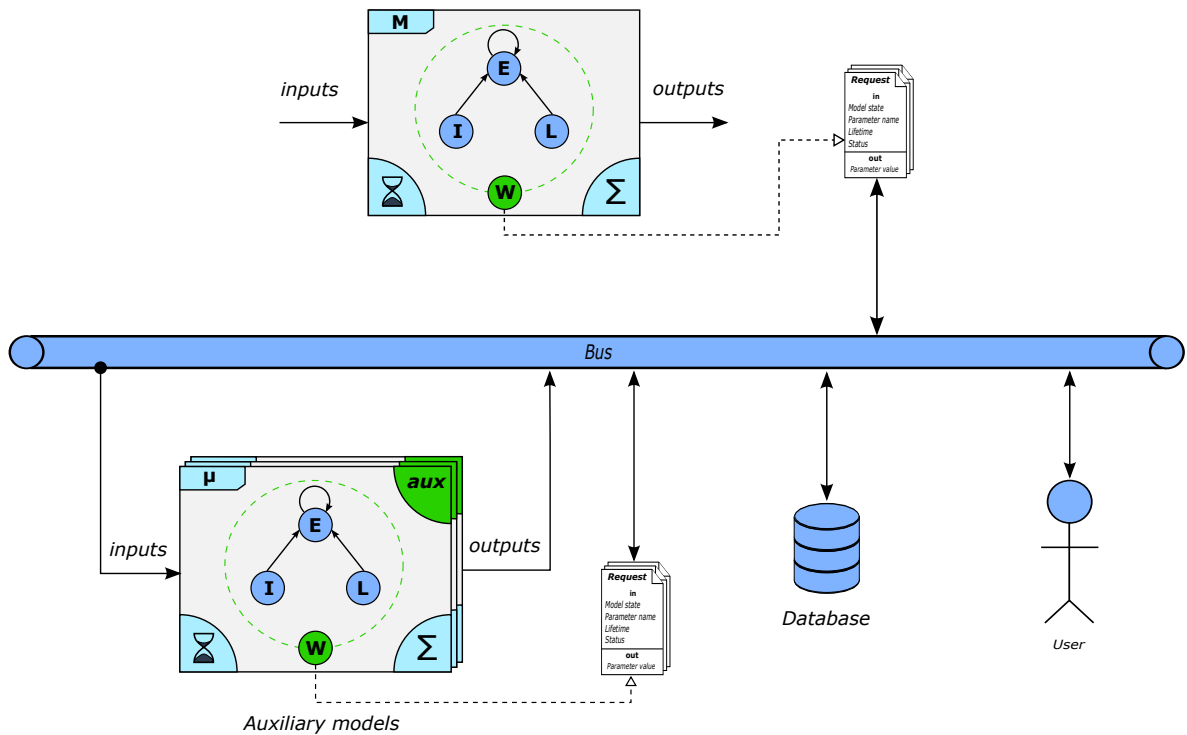 M
E
I
L
W
Σ
inputs
outputs
Request
in
Model state
Parameter name
Lifetime
Status
out
Parameter value
Bus
μ
aux
E
I
L
W
Σ
inputs
outputs
Auxiliary models
Request
in
Model state
Parameter name
Lifetime
Status
out
Parameter value
Database
User